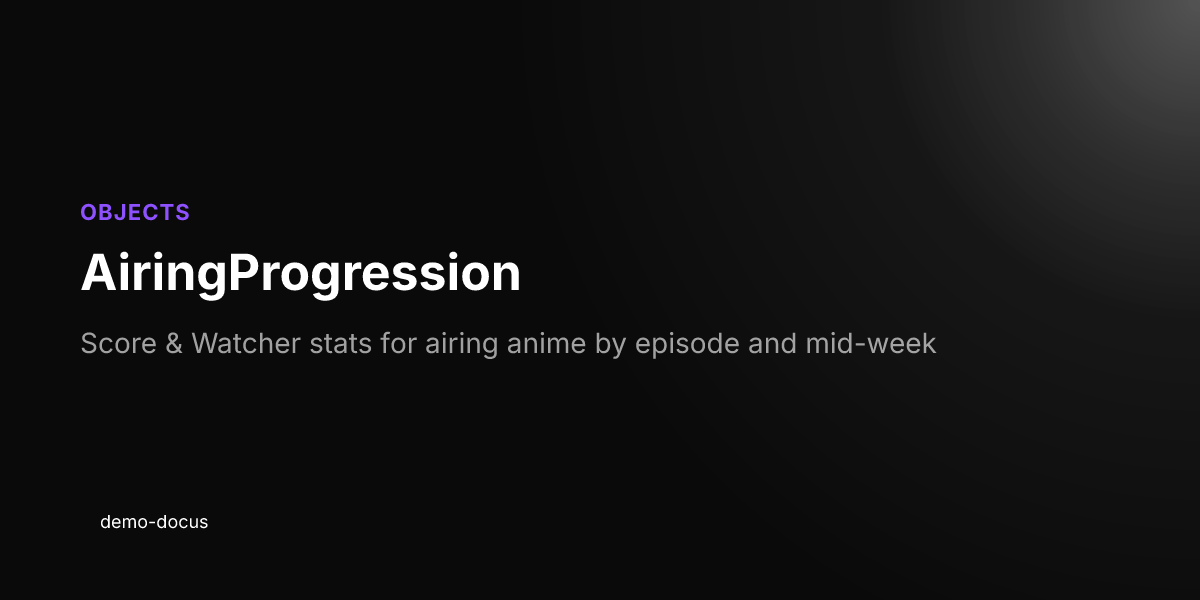 OBJECTS
AiringProgression
Score & Watcher stats for airing anime by episode and mid-week
demo-docus